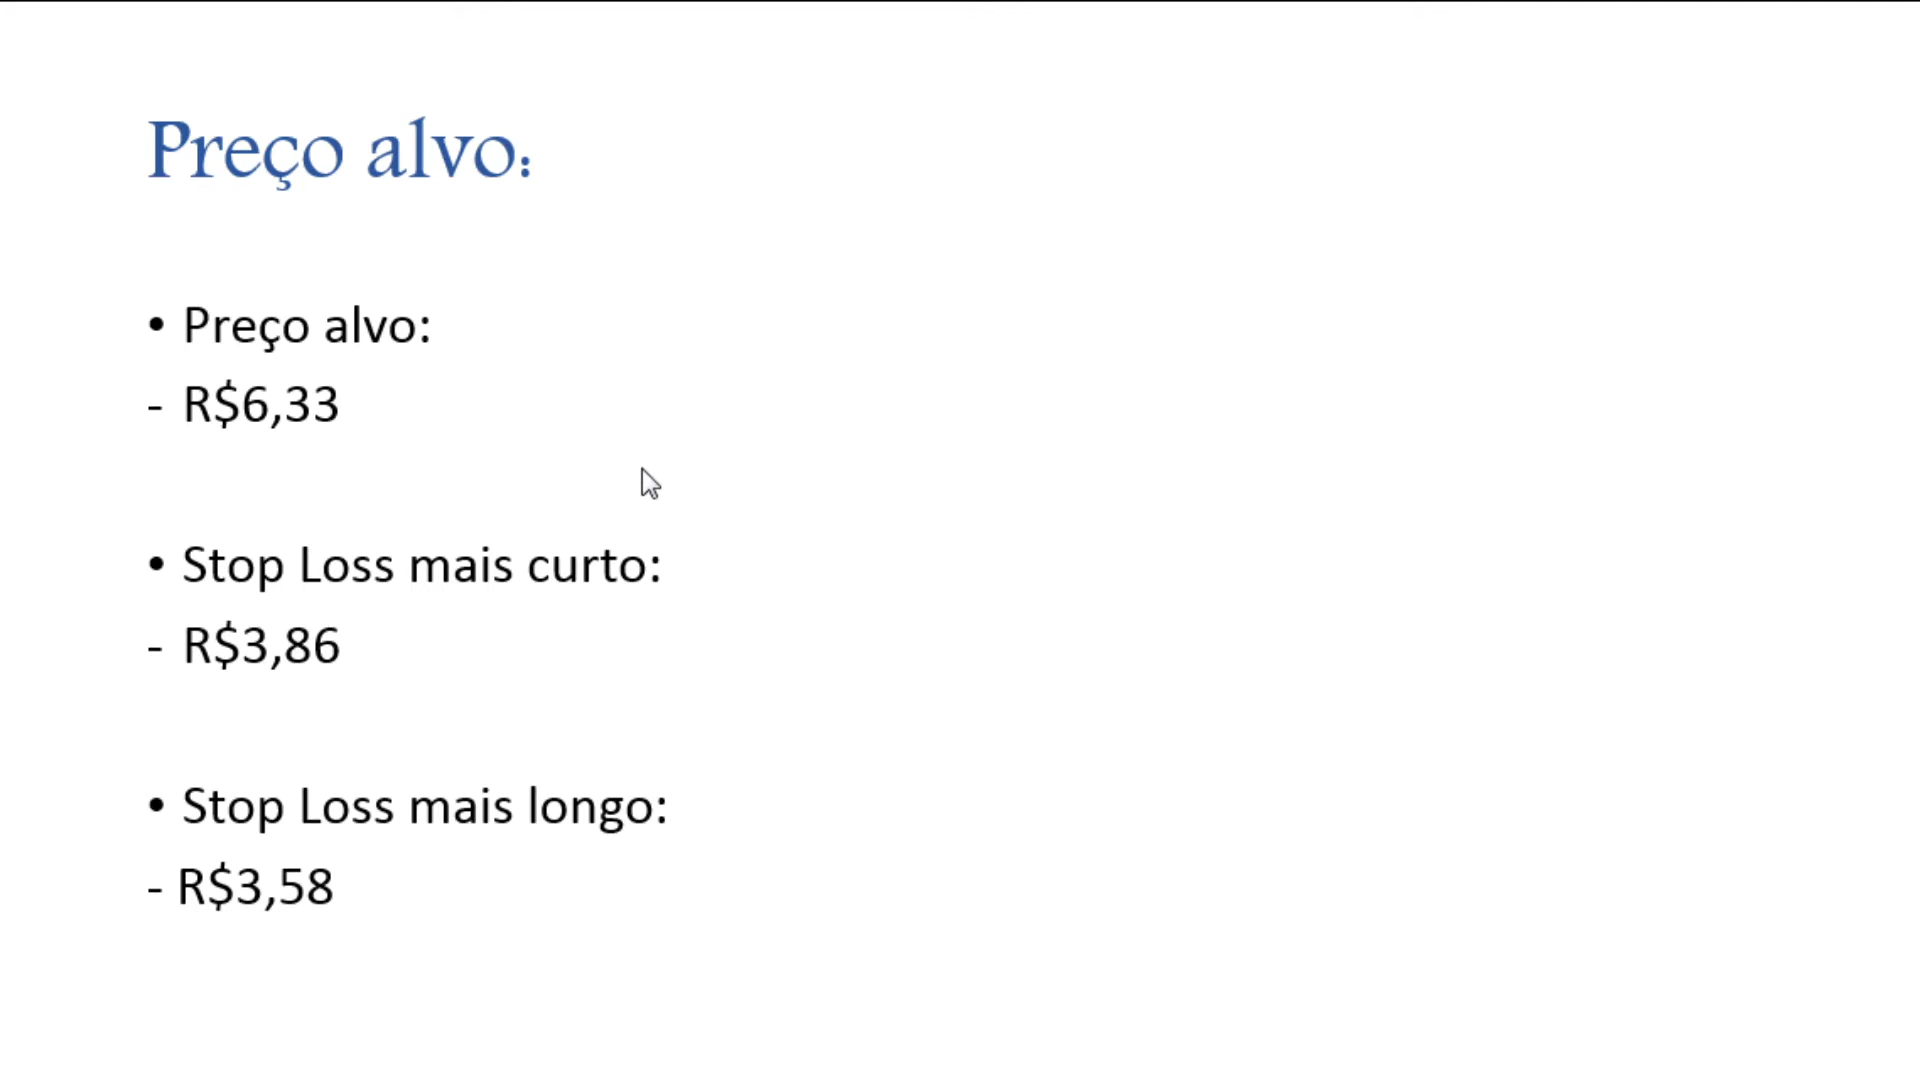 Preço alvo:
• Preço alvo:
- R$6,33
• Stop Loss mais curto:
- R$3,86
• Stop Loss mais longo:
- R$3,58